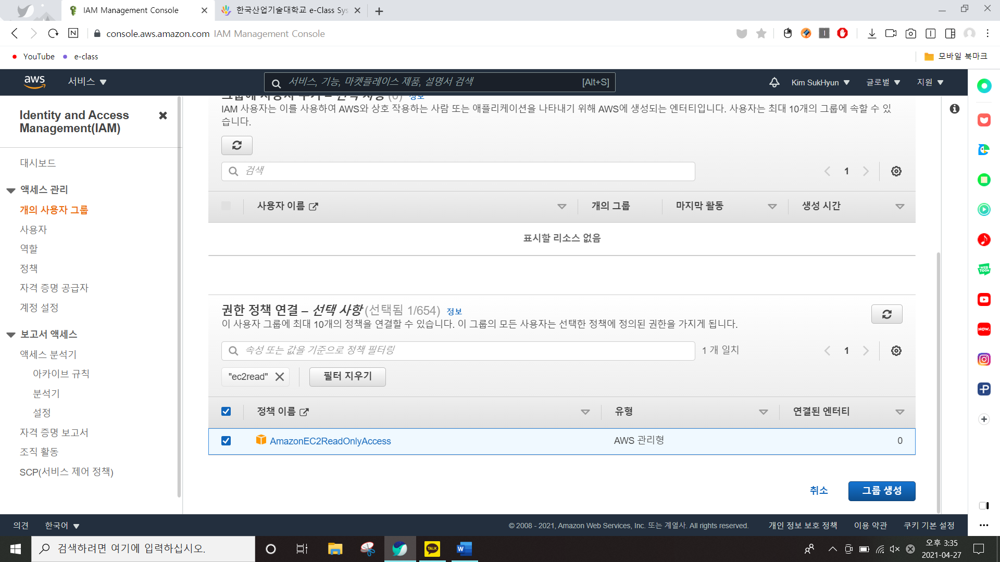 IAM Management Console
한국산업기술대학교 e-Class Sys
N
console.aws.amazon.com IAM Management Console
YouTube
e-class
모바일 북마크
aws
서비스
서비스, 기능, 마켓플레이스 제품, 설명서 검색 [Alt+S]
Kim SukHyun
글로벌
지원
Identity and Access
Management(IAM)
대시보드
액세스 관리
개의 사용자 그룹
사용자
역할
정책
자격 증명 공급자
계정 설정
보고서 액세스
액세스 분석기
아카이브 규칙
분석기
설정
자격 증명 보고서
조직 활동
SCP(서비스 제어 정책)
그룹에 사용자 추가 – 선택 사항 (0) 정보
IAM 사용자는 이를 사용하여 AWS와 상호 작용하는 사람 또는 애플리케이션을 나타내기 위해 AWS에 생성되는 엔터티입니다. 사용자는 최대 10개의 그룹에 속할 수 있
습니다.
검색
1
사용자 이름
개의 그룹
마지막 활동
생성 시간
표시할 리소스 없음
권한 정책 연결 – 선택 사항 (선택됨 1/654) 정보
이 사용자 그룹에 최대 10개의 정책을 연결할 수 있습니다. 이 그룹의 모든 사용자는 선택한 정책에 정의된 권한을 가지게 됩니다.
속성 또는 값을 기준으로 정책 필터링
1 개 일치
1
"ec2read"
필터 지우기
정책 이름
유형
연결된 엔터티
AmazonEC2ReadOnlyAccess
AWS 관리형
0
취소
그룹 생성
WEB
TOON
NOW.
의견
한국어
© 2008 - 2021, Amazon Web Services, Inc. 또는 계열사. All rights reserved.
개인 정보 보호 정책
이용 약관
쿠키 기본 설정
검색하려면 여기에 입력하십시오.
TALK
W
오후 3:35
2021-04-27